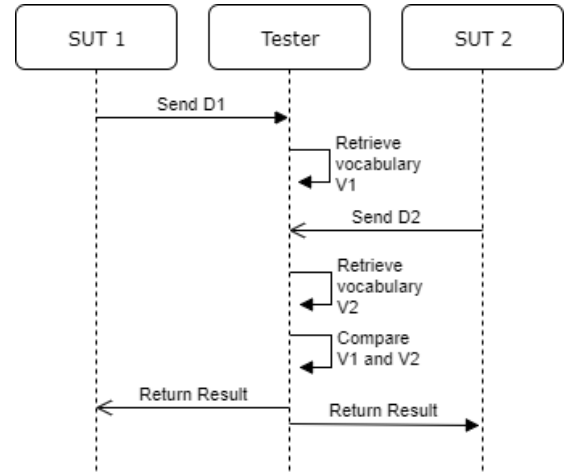 SUT 1
Tester
SUT 2
Send D1
Retrieve
vocabulary
V1
Send D2
Retrieve
vocabulary
V2
Compare
V1 and V2
Return Result
Return Result